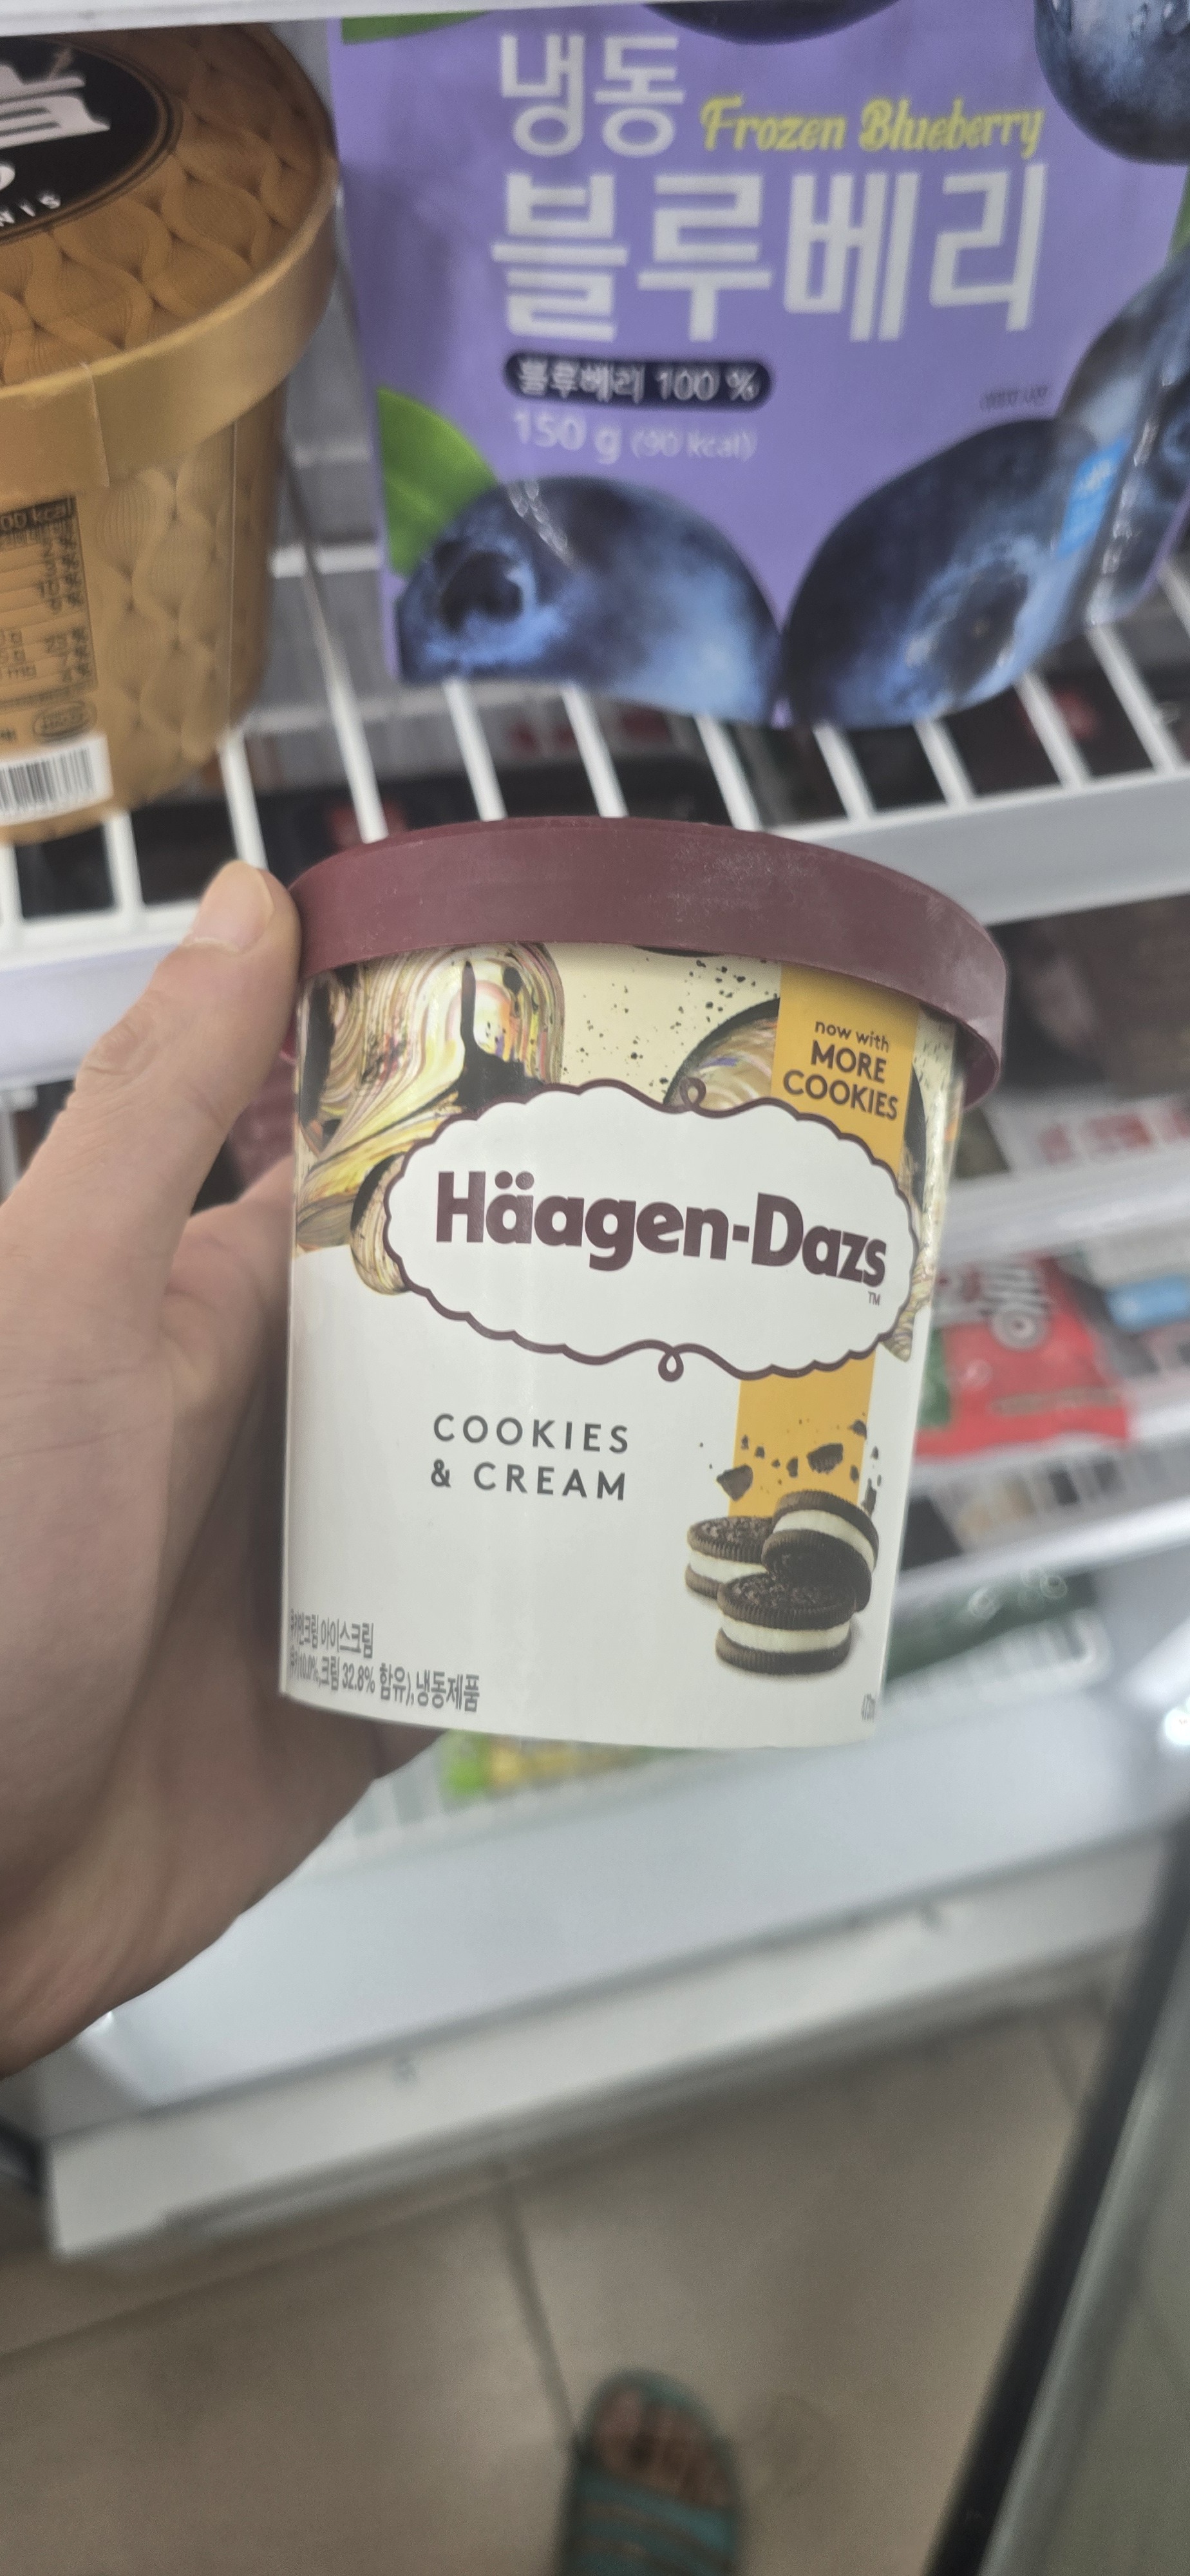 냉동
Frozen Blueberry
블루베리
블루베리 100 %
150 g (90 kcal)
00 kcal
now with
MORE
COOKIES
Häagen-Dazs
TM
COOKIES
& CREAM
아이스크림
크림 32.8% 함유), 냉동제품